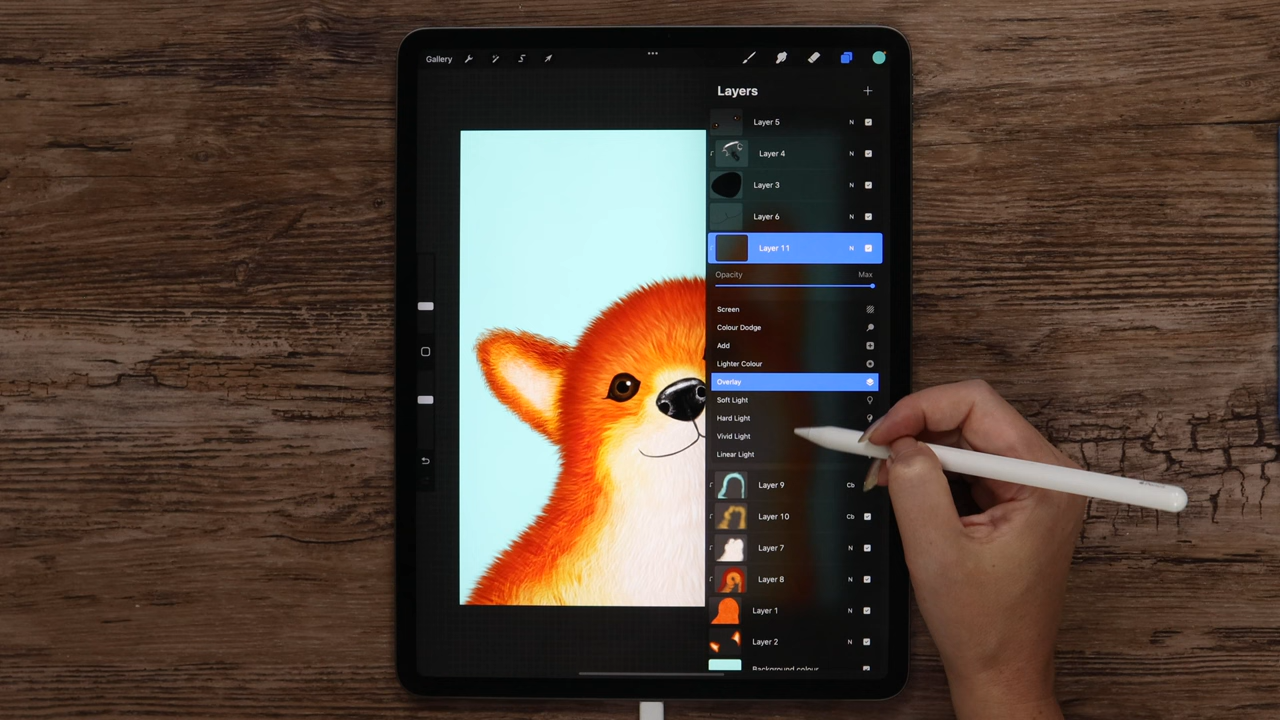 Gallery
Layers
Layer 5 N
Layer 4 N
Layer 3 N
Layer 6 N
Layer 11 N
Opacity Max
Screen
Colour Dodge
Add
Lighter Colour
Overlay
Soft Light
Hard Light
Vivid Light
Linear Light
Layer 9 Cb
Layer 10 Cb
Layer 7 N
Layer 8 N
Layer 1 N
Layer 2 N
Background colour